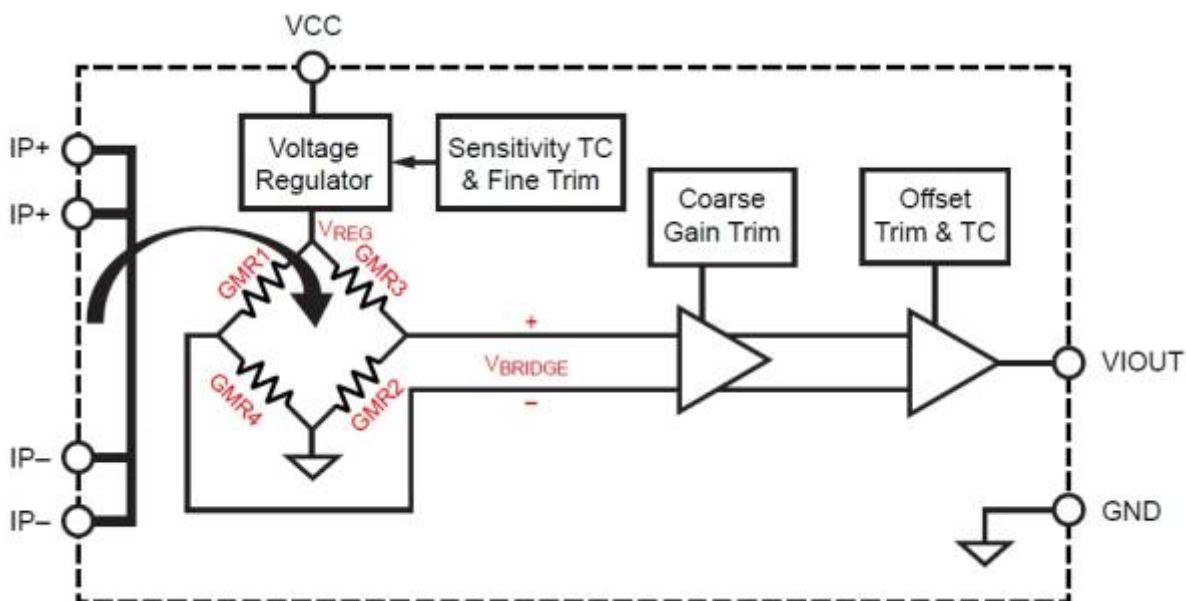 VCC
IP+
IP+
Voltage
Regulator
Sensitivity TC
& Fine Trim
Coarse
Gain Trim
Offset
Trim & TC
VREG
GMR1
GMR3
+
VBRIDGE
–
GMR4
GMR2
VIOUT
IP–
IP–
GND